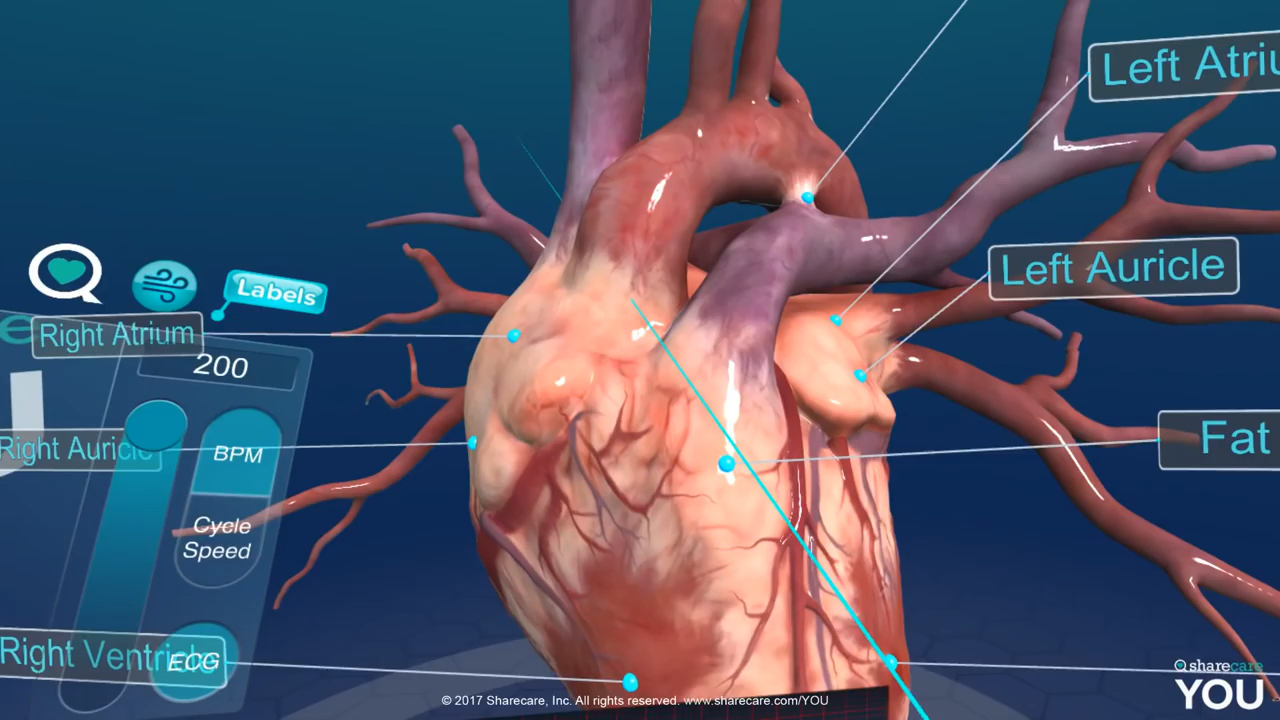 Left Atriu
Left Auricle
Labels
Right Atrium
200
Fat
Right Auricle
BPM
Cycle
Speed
Right Ventricle
ECG
sharecare
YOU
© 2017 Sharecare, Inc. All rights reserved. www.sharecare.com/YOU